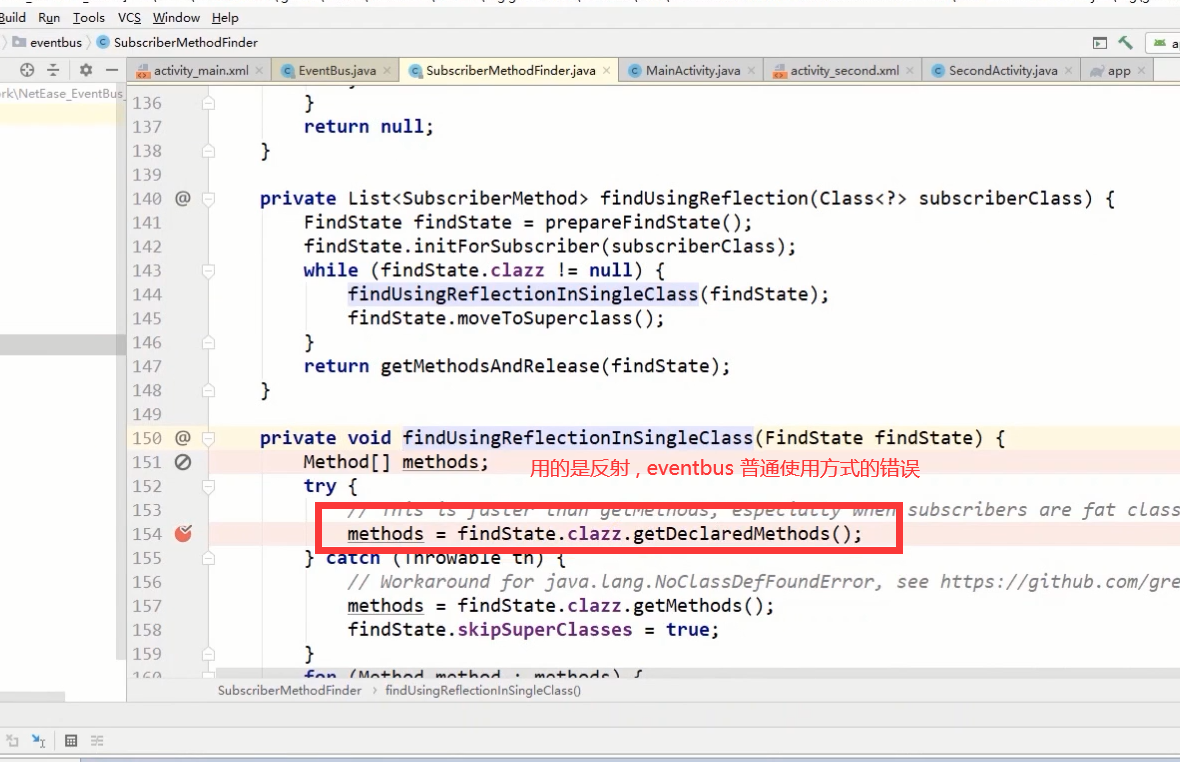 Build Run Tools VCS Window Help
eventbus SubscriberMethodFinder
activity_main.xml EventBus.java SubscriberMethodFinder.java MainActivity.java activity_second.xml SecondActivity.java app
rk\NetEase_EventBus
136 }
137 return null;
138 }
139
140 @ private List<SubscriberMethod> findUsingReflection(Class<?> subscriberClass) {
141 FindState findState = prepareFindState();
142 findState.initForSubscriber(subscriberClass);
143 while (findState.clazz != null) {
144 findUsingReflectionInSingleClass(findState);
145 findState.moveToSuperclass();
146 }
147 return getMethodsAndRelease(findState);
148 }
149
150 @ private void findUsingReflectionInSingleClass(FindState findState) {
151 Method[] methods;
用的是反射 , eventbus 普通使用方式的错误
152 try {
153 // This is faster than getMethods, especially when subscribers are fat class
154 methods = findState.clazz.getDeclaredMethods();
155 } catch (Throwable th) {
156 // Workaround for java.lang.NoClassDefFoundError, see https://github.com/gre
157 methods = findState.clazz.getMethods();
158 findState.skipSuperClasses = true;
159 }
160 for (Method method : methods) {
SubscriberMethodFinder findUsingReflectionInSingleClass()